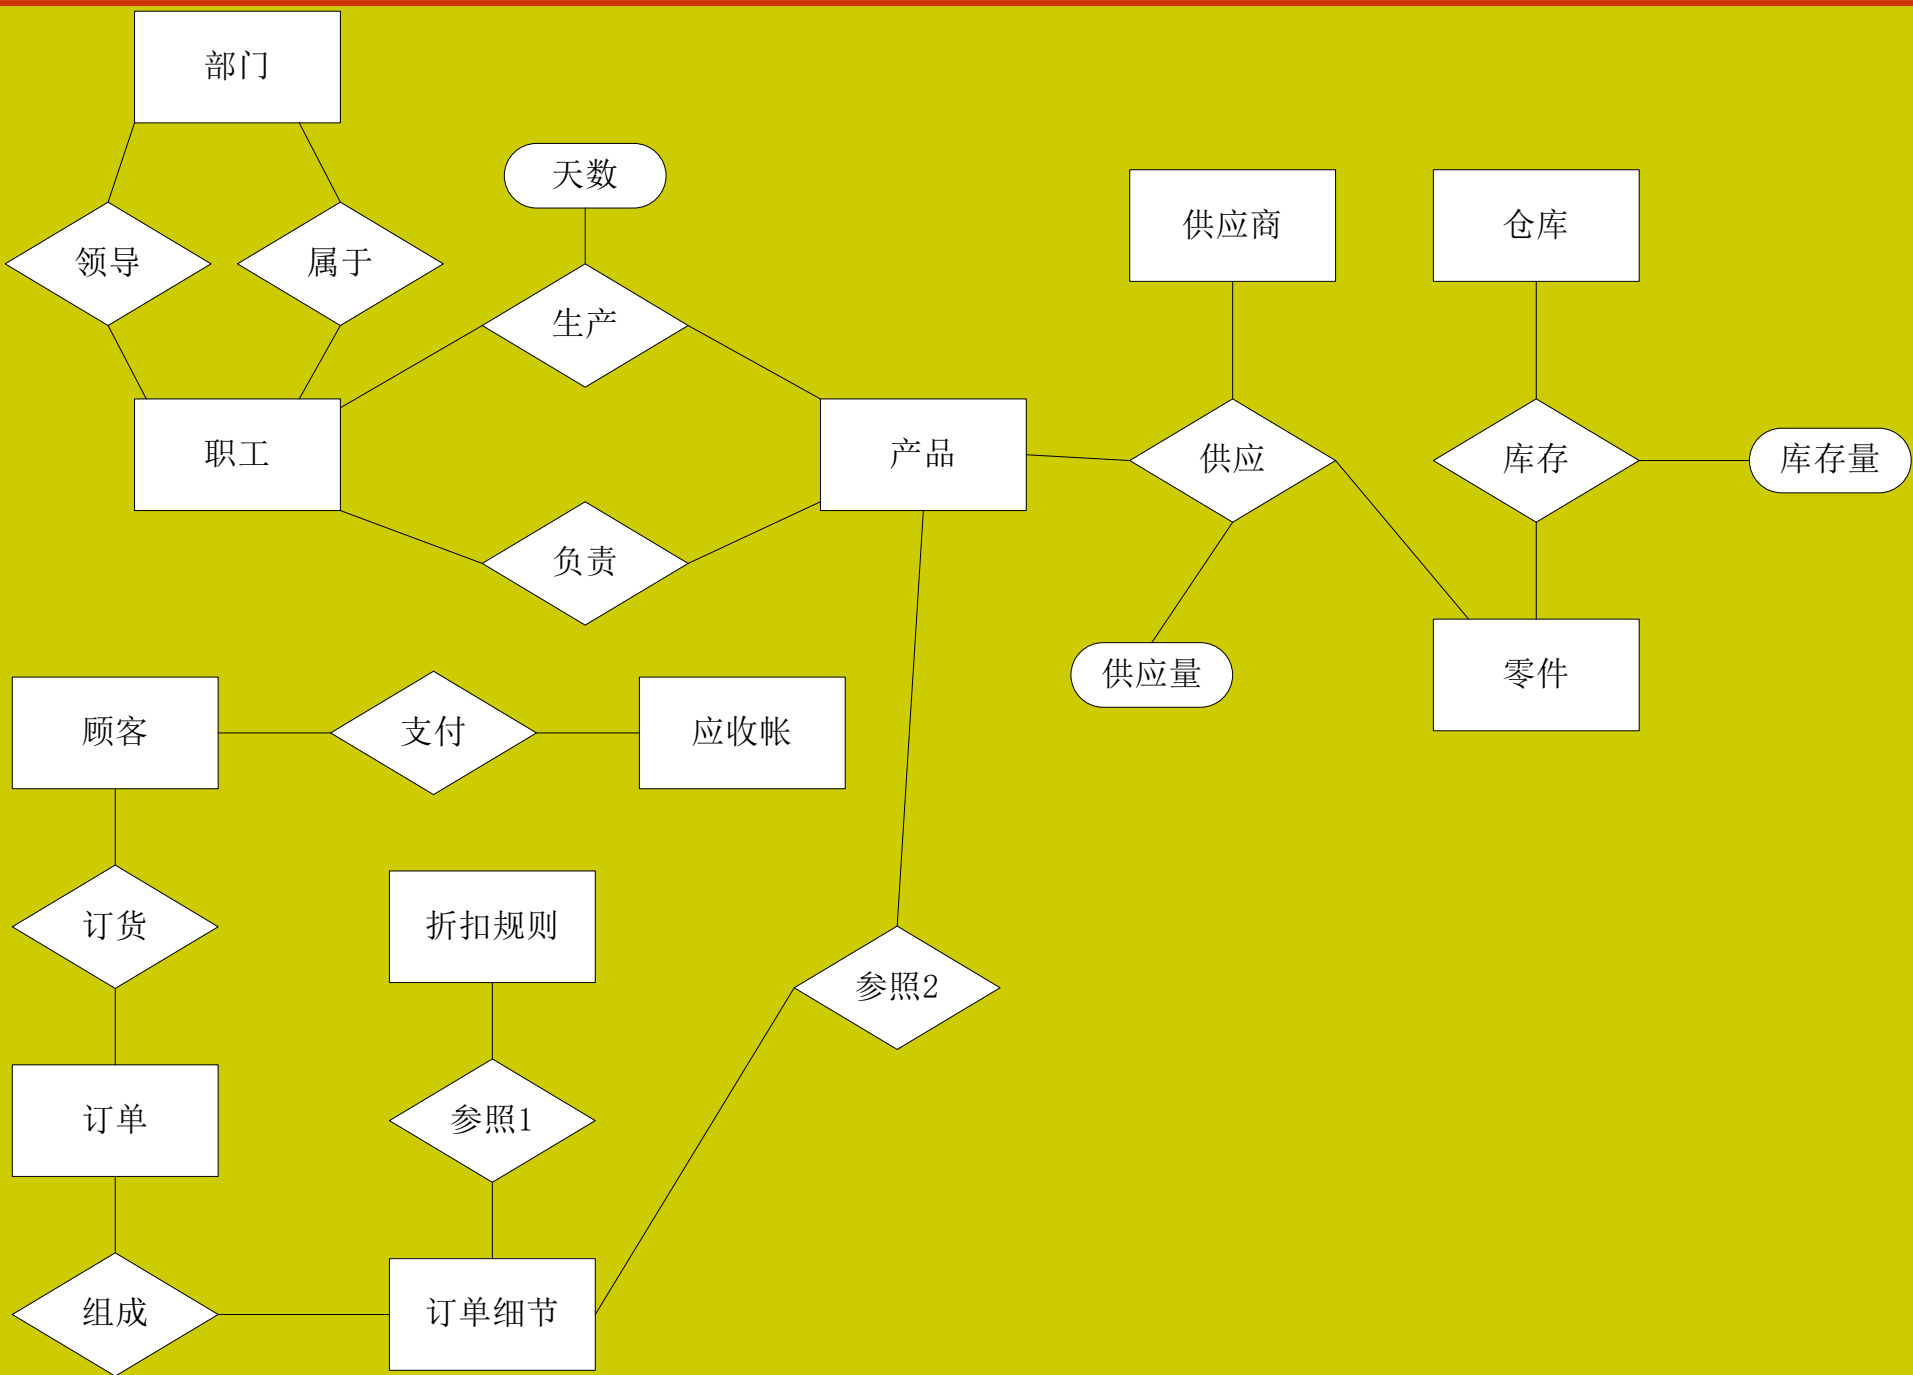 部门
天数
供应商
仓库
领导
属于
生产
职工
产品
供应
库存
库存量
负责
供应量
零件
顾客
支付
应收帐
订货
折扣规则
参照2
订单
参照1
组成
订单细节